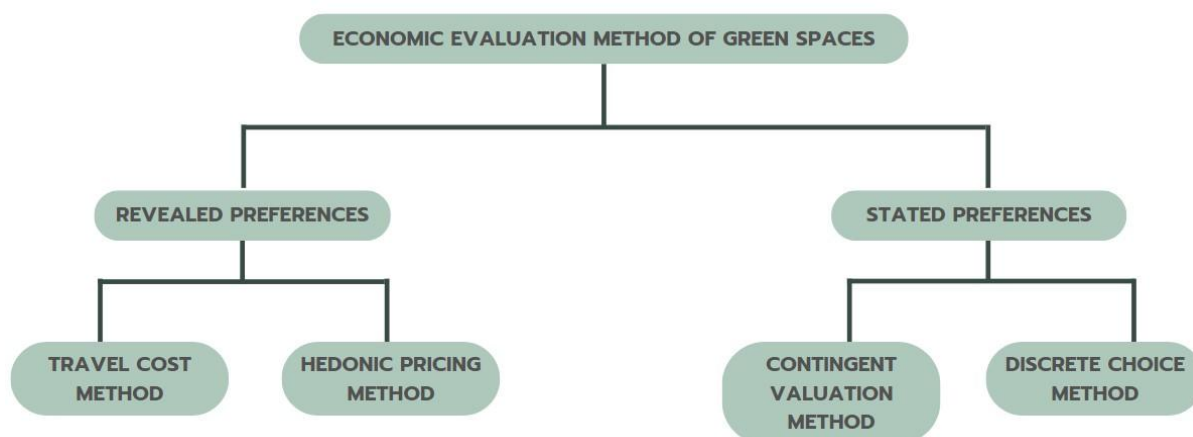 ECONOMIC EVALUATION METHOD OF GREEN SPACES
REVEALED PREFERENCES
STATED PREFERENCES
TRAVEL COST
METHOD
HEDONIC PRICING
METHOD
CONTINGENT
VALUATION
METHOD
DISCRETE CHOICE
METHOD